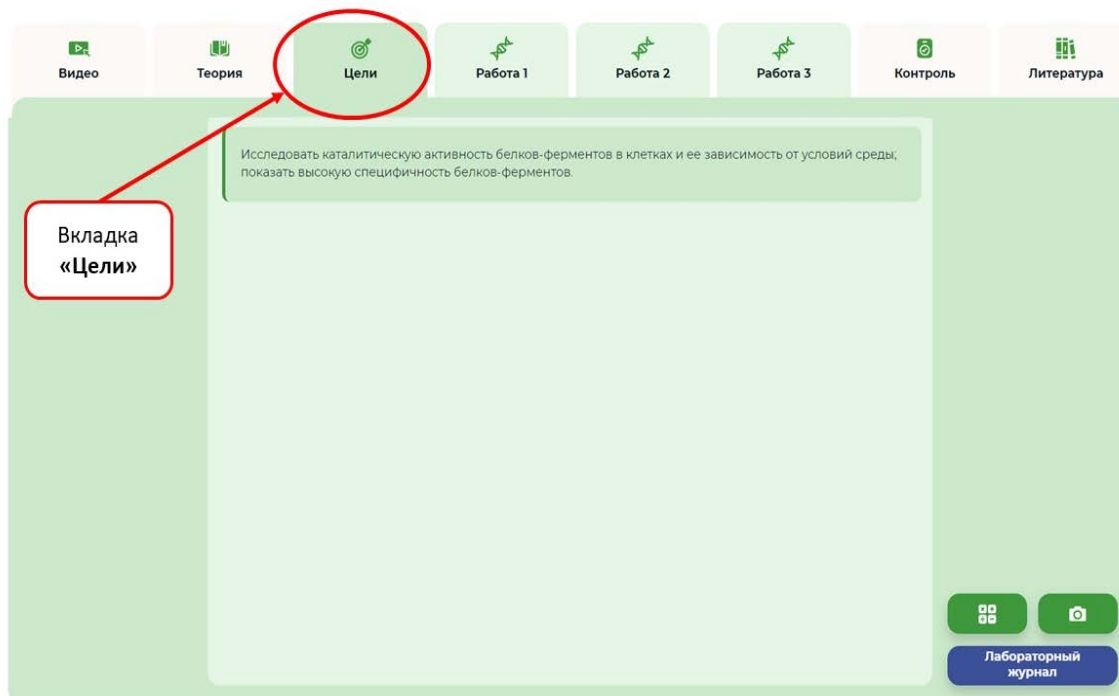 Видео
Теория
Цели
Работа 1
Работа 2
Работа 3
Контроль
Литература
Исследовать каталитическую активность белков-ферментов в клетках и ее зависимость от условий среды;
показать высокую специфичность белков-ферментов.
Вкладка
«Цели»
Лабораторный
журнал